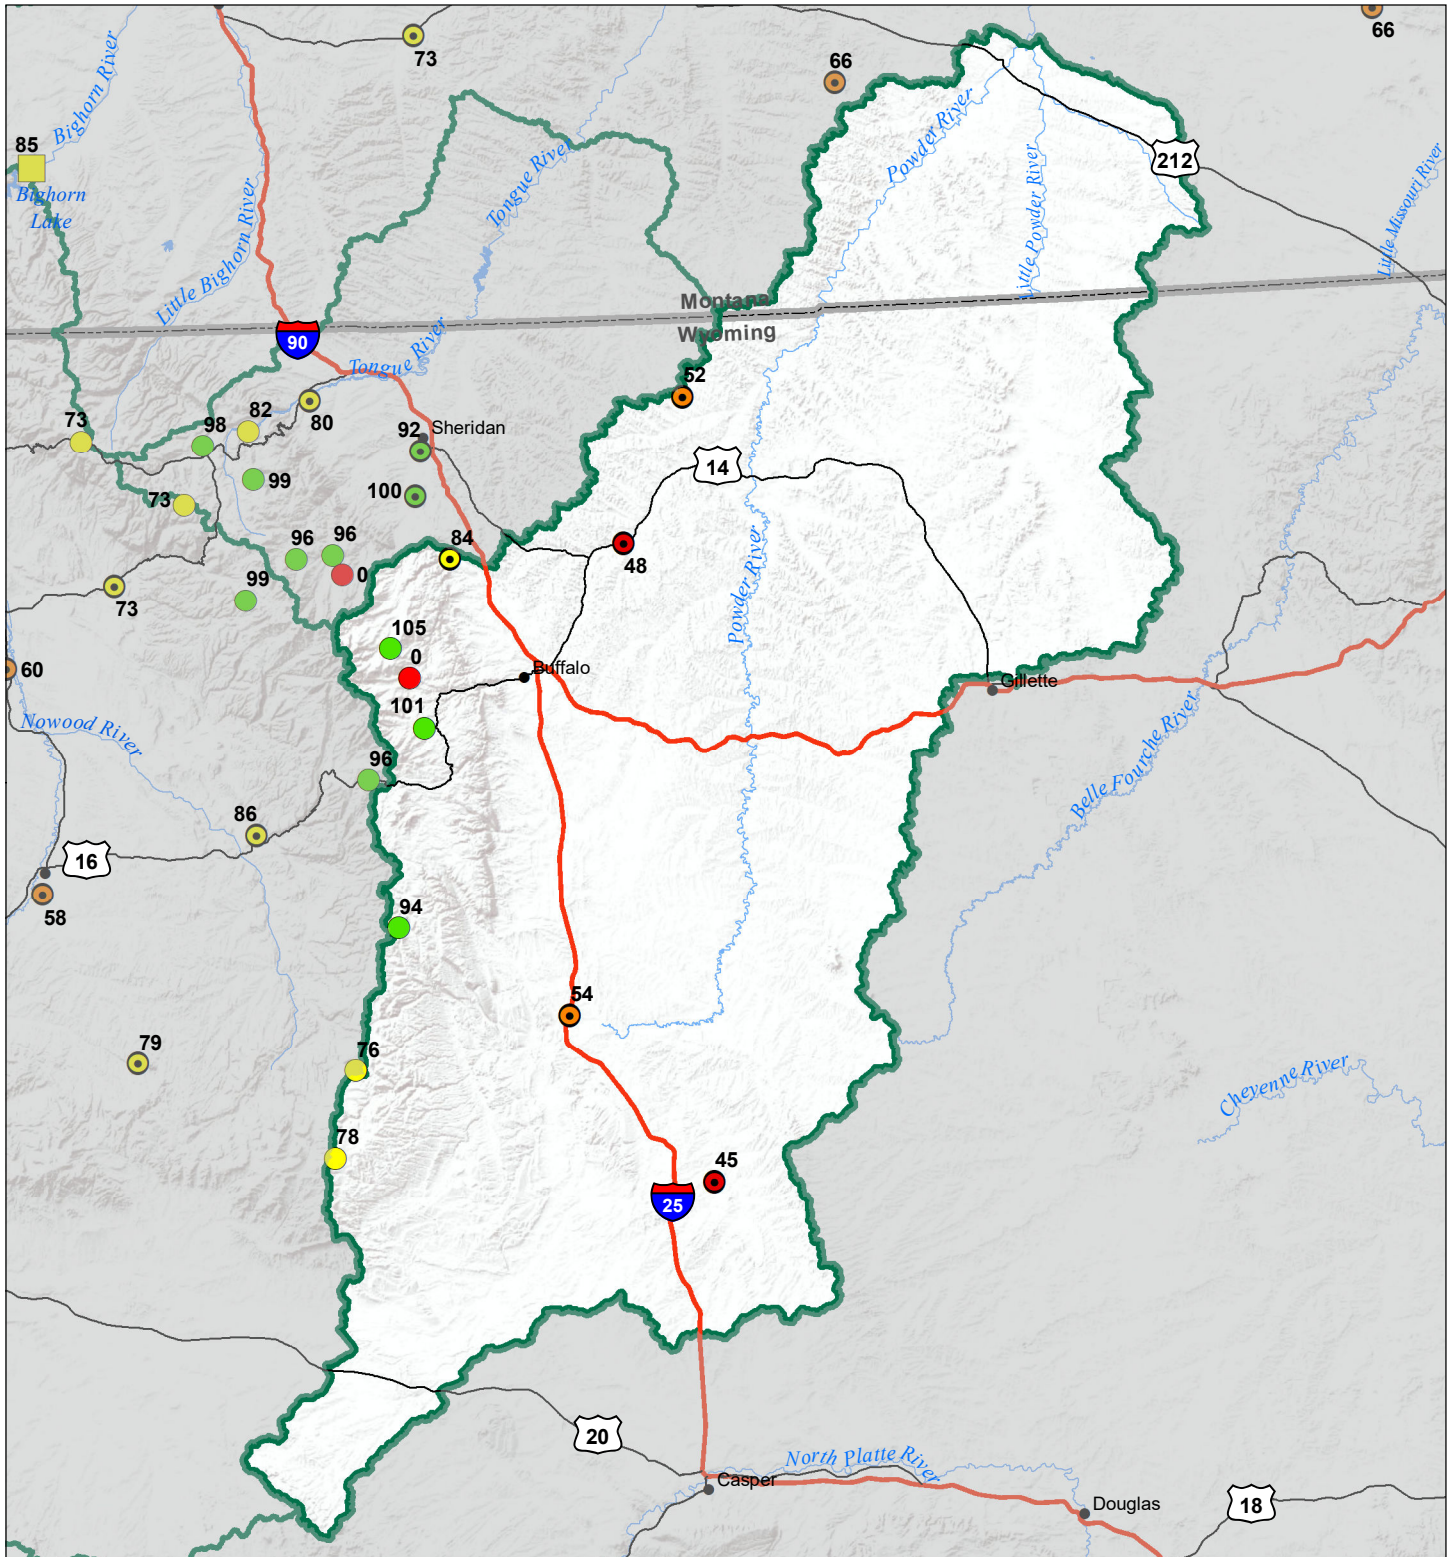 66
73
66
Bighorn River
85
Powder River
212
Tongue River
Little Powder River
Little Missouri River
Bighorn
Lake
Little Bighorn River
Montana
Wyoming
90
Tongue River
52
73
98
82
80
92
Sheridan
14
99
100
73
96
96
84
48
0
99
73
Powder River
105
0
Buffalo
60
Gillette
101
Nowood River
96
Belle Fourche River
86
16
58
94
54
79
76
Cheyenne River
78
45
25
20
North Platte River
Casper
Douglas
18